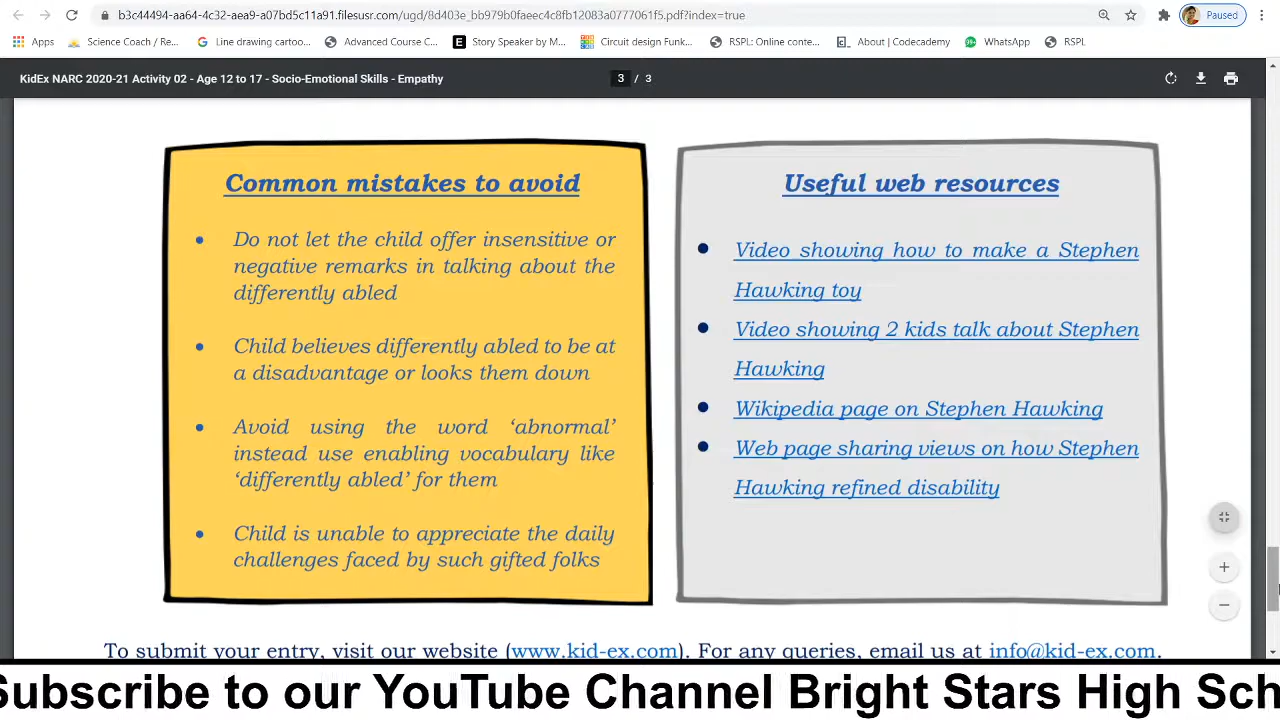 b3c44494-aa64-4c32-aea9-a07bd5c11a91.filesusr.com/ugd/8d403e_bb0790faec4c8fb12083a0777061f5.pdf?index=true
Paused
Apps
Science Coach / Re...
Line drawing,cartoo...
Advanced Course C...
Story Speaker by M...
Circuit design Funk...
RSPL: Online conte...
About | Codecademy
WhatsApp
RSPL
KidEx NARC 2020-21 Activity 02 - Age 12 to 17 - Socio-Emotional Skills - Empathy
3 / 3
Common mistakes to avoid
• Do not let the child offer insensitive or
negative remarks in talking about the
differently abled
• Child believes differently abled to be at
a disadvantage or looks them down
• Avoid using the word ‘abnormal’
instead use enabling vocabulary like
‘differently abled’ for them
• Child is unable to appreciate the daily
challenges faced by such gifted folks
Useful web resources
• Video showing how to make a Stephen
Hawking toy
• Video showing 2 kids talk about Stephen
Hawking
• Wikipedia page on Stephen Hawking
• Web page sharing views on how Stephen
Hawking refined disability
To submit your entry, visit our website (www.kid-ex.com). For any queries, email us at info@kid-ex.com.
Subscribe to our YouTube Channel Bright Stars High Sch